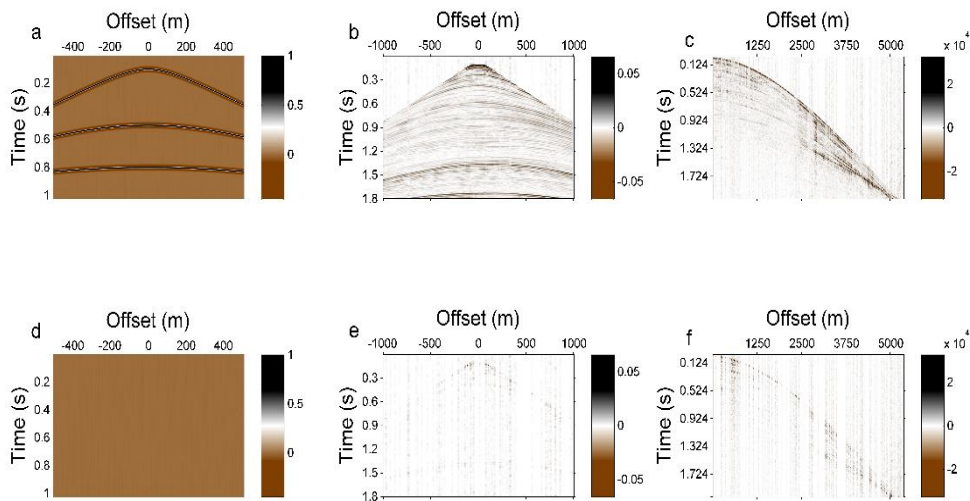 a
Offset (m)
-400 -200 0 200 400
Time (s)
0.2
0.4
0.6
0.8
1
1
0.5
0
b
Offset (m)
-1000 -500 0 500 1000
Time (s)
0.3
0.6
0.9
1.2
1.5
1.8
0.05
0
-0.05
c
Offset (m)
1250 2500 3750 5000
Time (s)
0.124
0.524
0.924
1.324
1.724
x 10⁴
2
0
-2
d
Offset (m)
-400 -200 0 200 400
Time (s)
0.2
0.4
0.6
0.8
1
1
0.5
0
e
Offset (m)
-1000 -500 0 500 1000
Time (s)
0.3
0.6
0.9
1.2
1.5
1.8
0.05
0
-0.05
f
Offset (m)
1250 2500 3750 5000
Time (s)
0.124
0.524
0.924
1.324
1.724
x 10⁴
2
0
-2